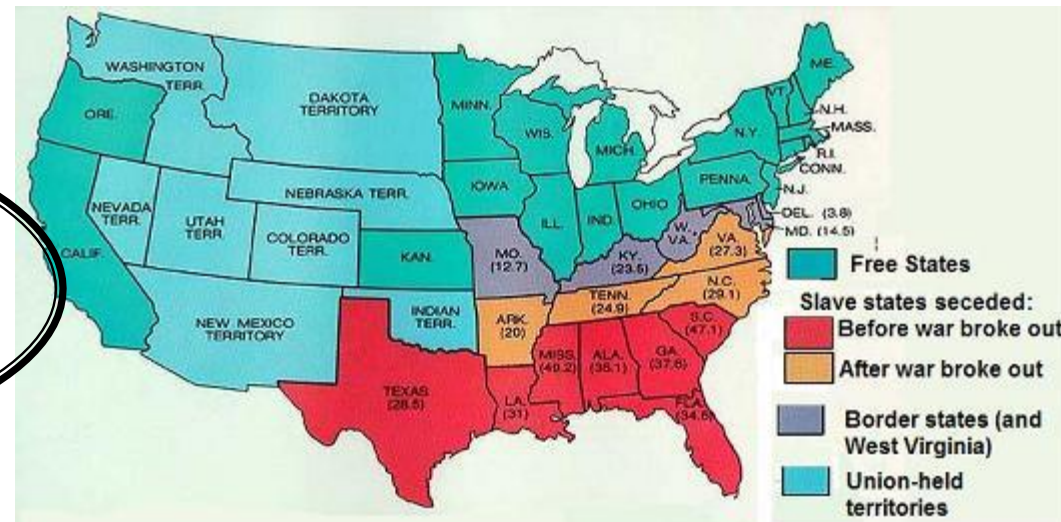 WASHINGTON
TERR.
ORE.
CALIF.
NEVADA
TERR.
UTAH
TERR.
DAKOTA
TERRITORY
NEBRASKA TERR.
COLORADO
TERR.
NEW MEXICO
TERRITORY
KAN.
INDIAN
TERR.
TEXAS
(28.5)
MINN.
IOWA
MO.
(12.7)
ARK.
(20)
LA.
(31)
WIS.
ILL.
MICH.
IND.
OHIO
KY.
(23.5)
TENN.
(24.9)
MISS.
(49.2)
ALA.
(35.1)
GA.
(37.6)
FLA.
(34.5)
S.C.
(47.1)
N.C.
(29.1)
VA.
(27.3)
W.
VA.
PENNA.
N.Y.
VT.
ME.
N.H.
MASS.
R.I.
CONN.
N.J.
DEL. (3.8)
MD. (14.5)
Free States
Slave states seceded:
Before war broke out
After war broke out
Border states (and
West Virginia)
Union-held
territories